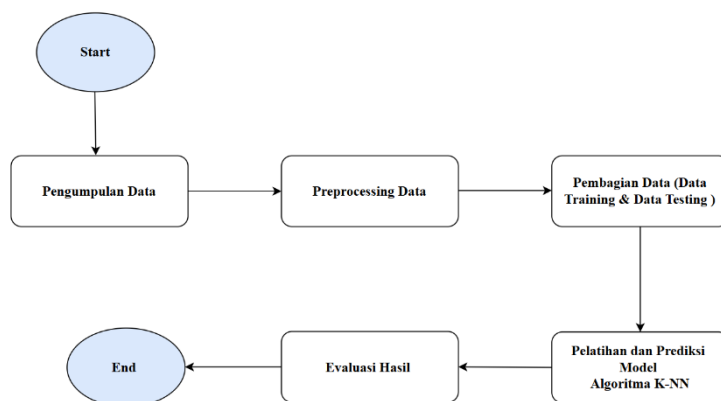 Start
Pengumpulan Data
Preprocessing Data
Pembagian Data (Data
Training & Data Testing )
Pelatihan dan Prediksi
Model
Algoritma K-NN
Evaluasi Hasil
End